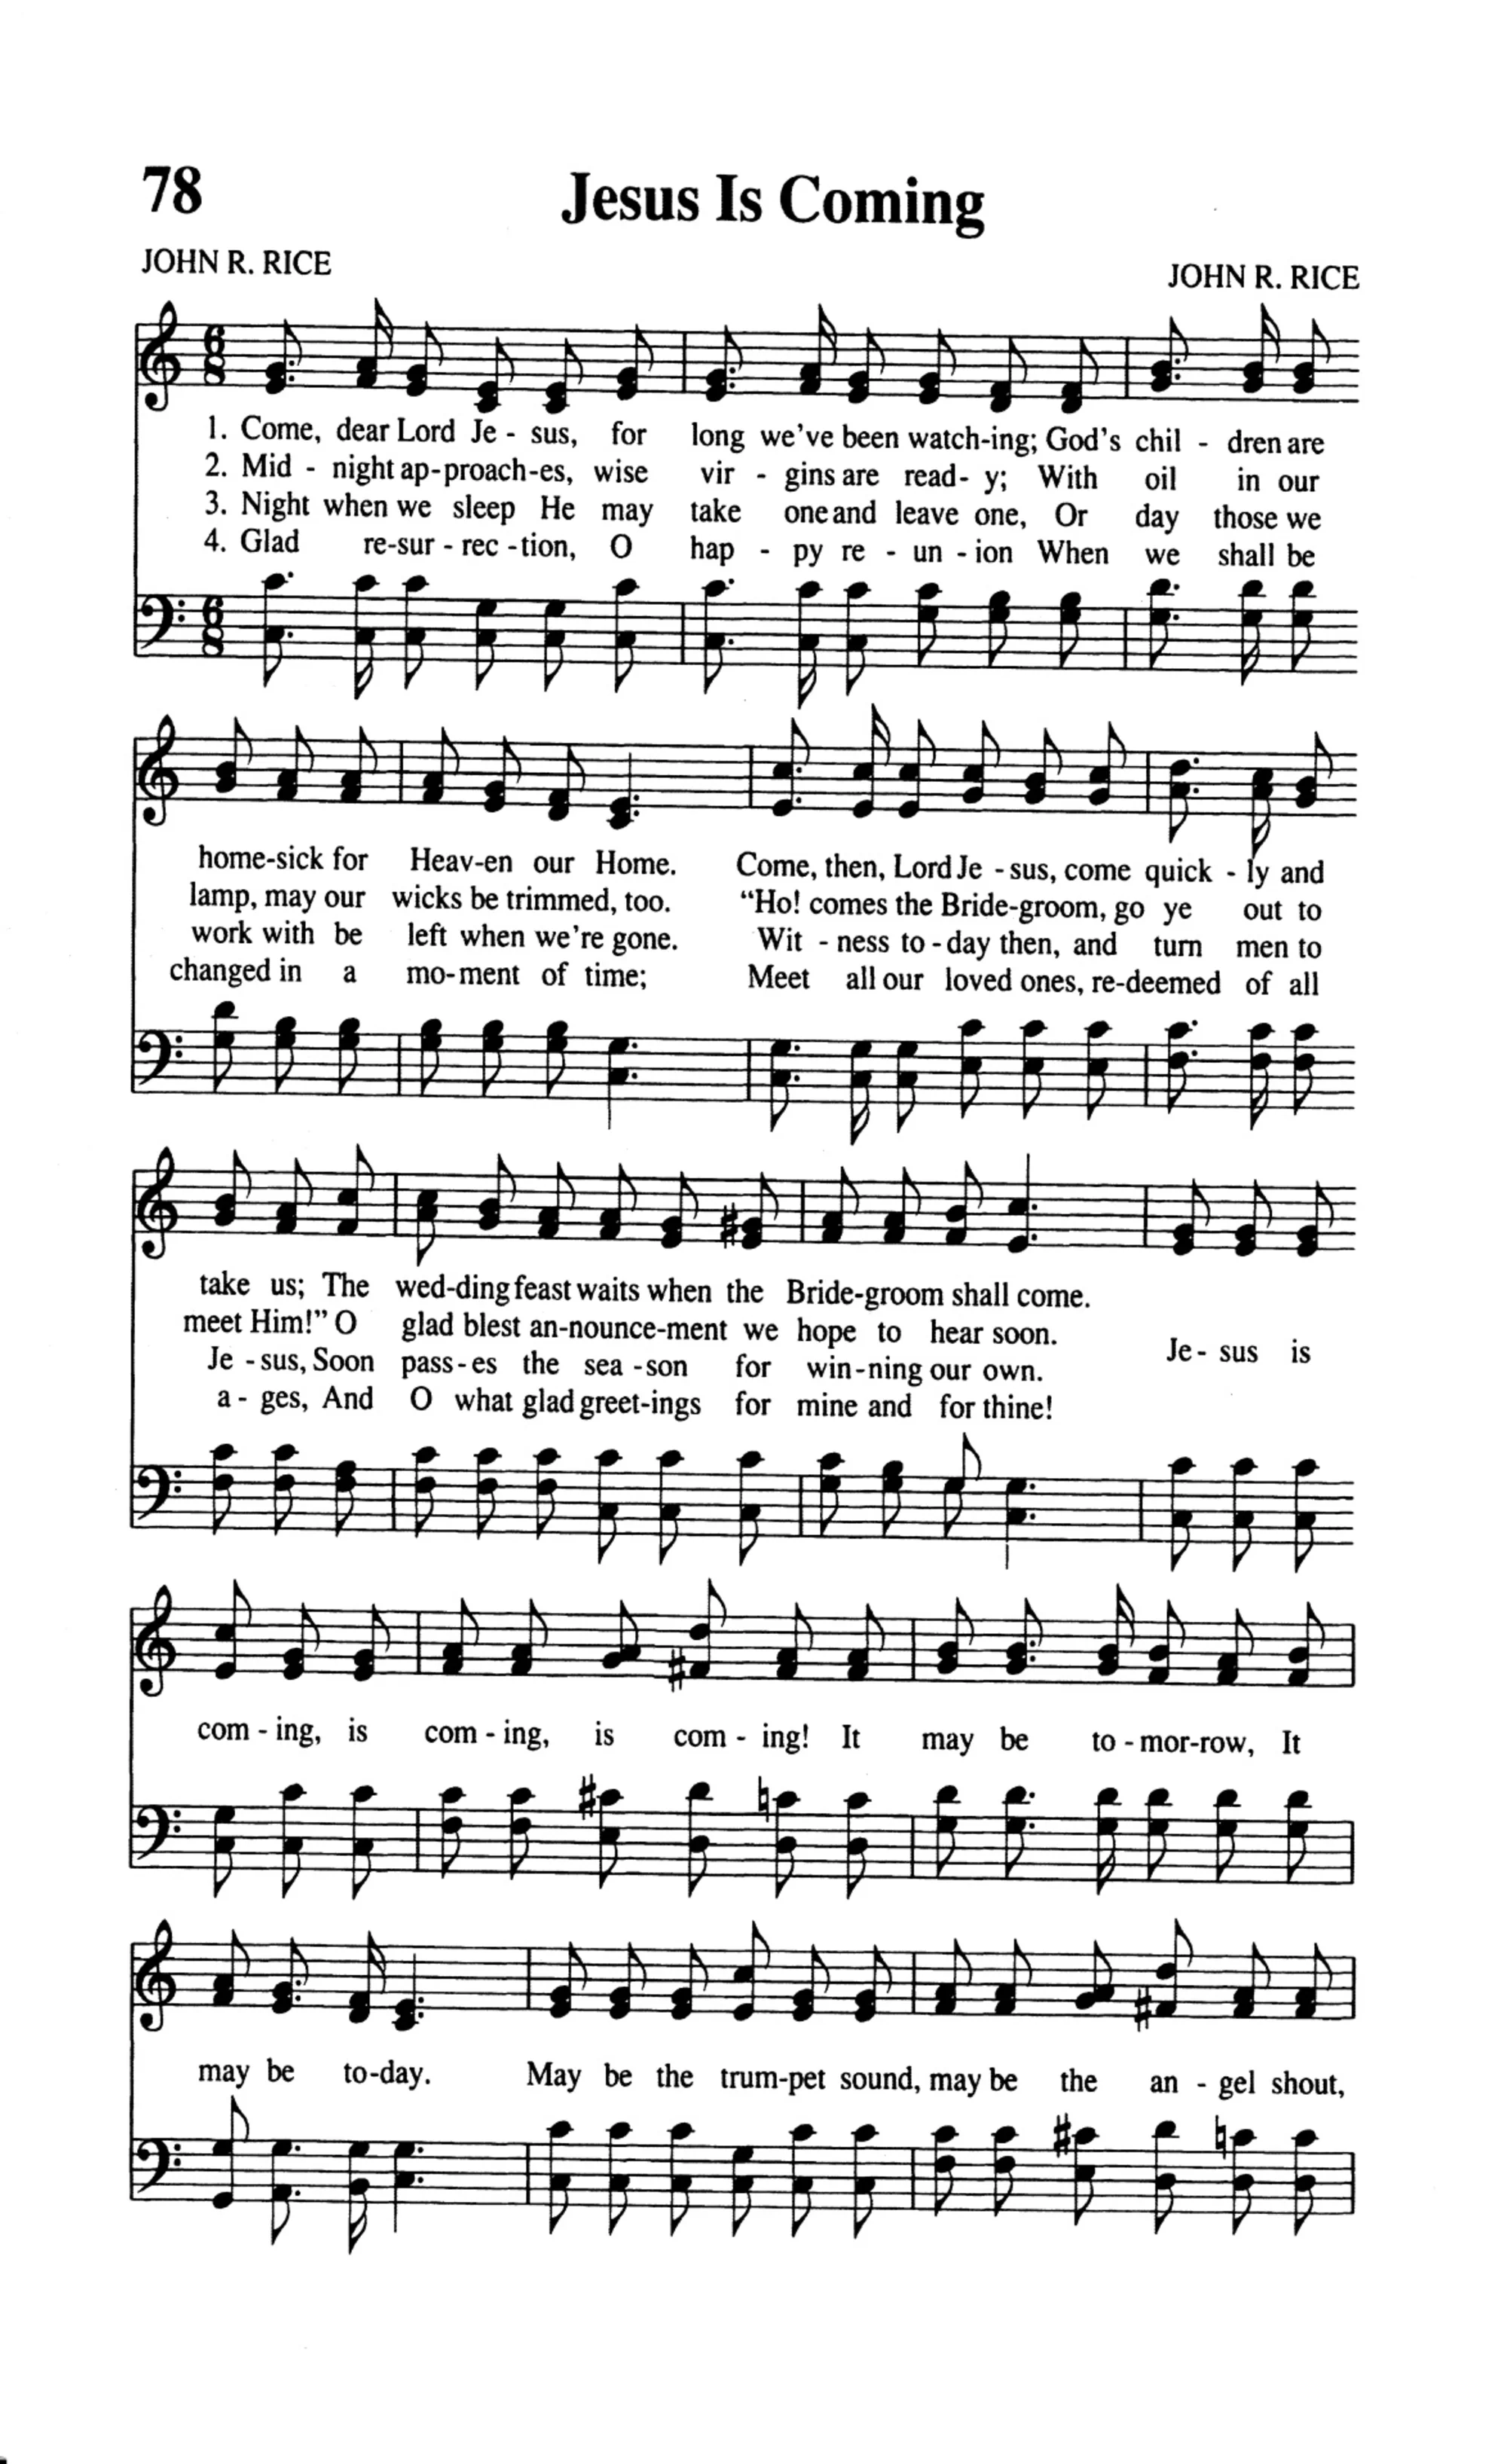 78
Jesus Is Coming
JOHN R. RICE
JOHN R. RICE
1. Come, dear Lord Je - sus, for long we've been watch-ing; God's chil - dren are
2. Mid - night ap-proach-es, wise vir - gins are read- y; With oil in our
3. Night when we sleep He may take one and leave one, Or day those we
4. Glad re-sur - rec -tion, O hap - py re - un - ion When we shall be
home-sick for Heav-en our Home. Come, then, Lord Je - sus, come quick - ly and
lamp, may our wicks be trimmed, too. “Ho! comes the Bride-groom, go ye out to
work with be left when we're gone. Wit - ness to - day then, and turn men to
changed in a mo-ment of time; Meet all our loved ones, re-deemed of all
take us; The wed-ding feast waits when the Bride-groom shall come.
meet Him!” O glad blest an-nounce-ment we hope to hear soon.
Je - sus, Soon pass-es the sea -son for win-ning our own.
a - ges, And O what glad greet-ings for mine and for thine!
Je- sus is
com - ing, is com - ing, is com - ing! It may be to - mor-row, It
may be to-day. May be the trum-pet sound, may be the an - gel shout,